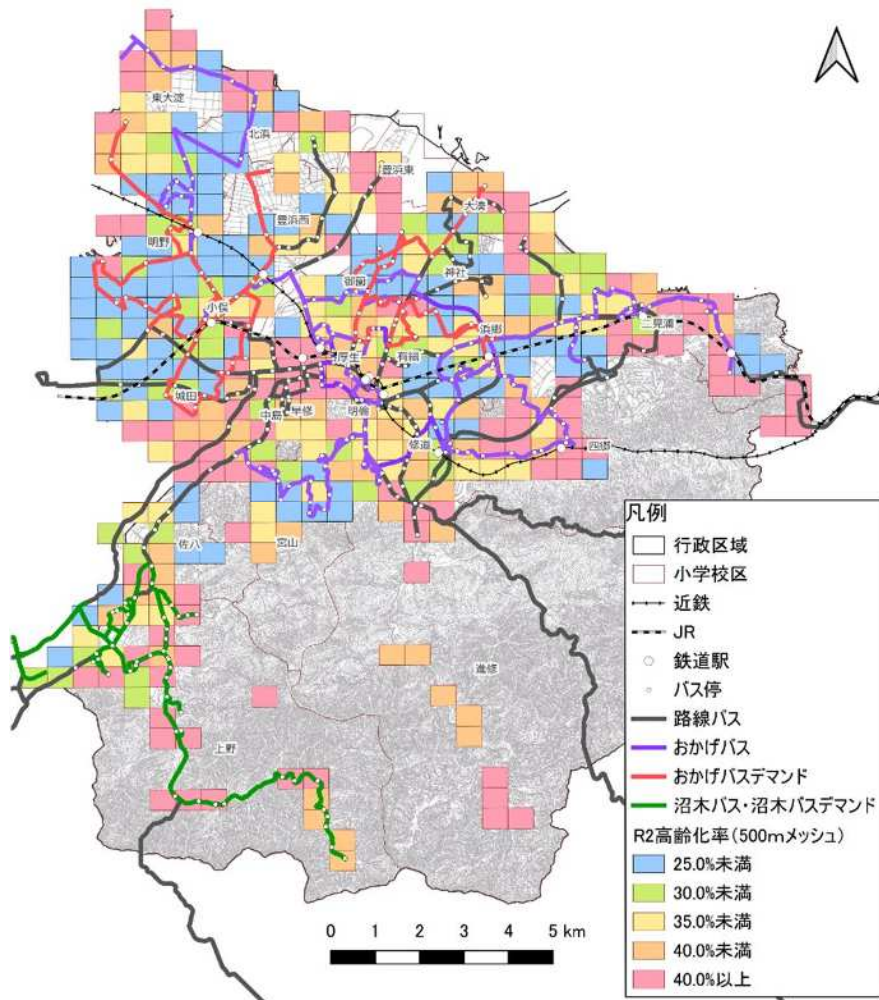 東大淀
北浜
豊浜東
大湊
豊浜西
明野
神社
御薗
小俣
浜郷
二見浦
厚生
有緝
城田
中島
早修
明倫
修道
四郷
佐八
宮山
進修
上野
凡例
行政区域
小学校区
近鉄
JR
鉄道駅
バス停
路線バス
おかげバス
おかげバスデマンド
沼木バス・沼木バスデマンド
R2高齢化率(500mメッシュ)
25.0%未満
30.0%未満
35.0%未満
40.0%未満
40.0%以上
0 1 2 3 4 5 km